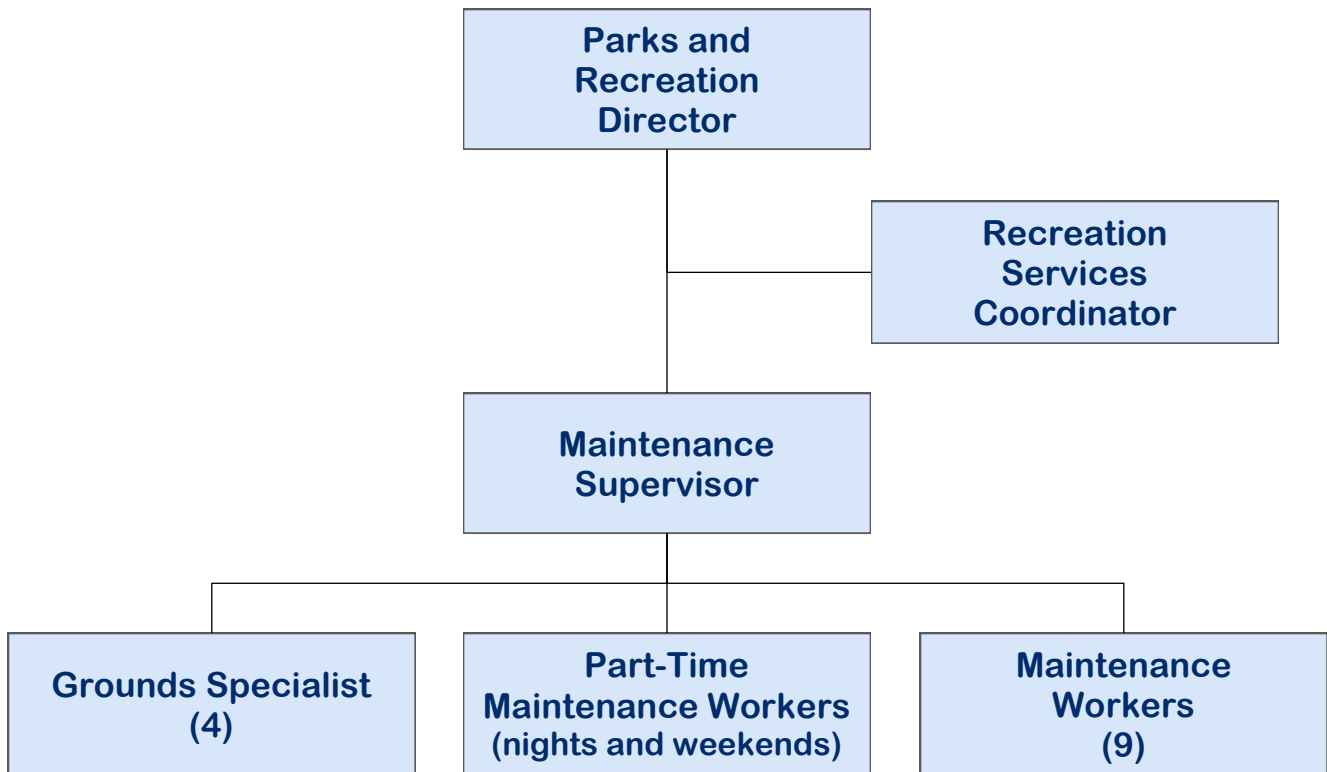 Parks and
Recreation
Director
Recreation
Services
Coordinator
Maintenance
Supervisor
Grounds Specialist
(4)
Part-Time
Maintenance Workers
(nights and weekends)
Maintenance
Workers
(9)